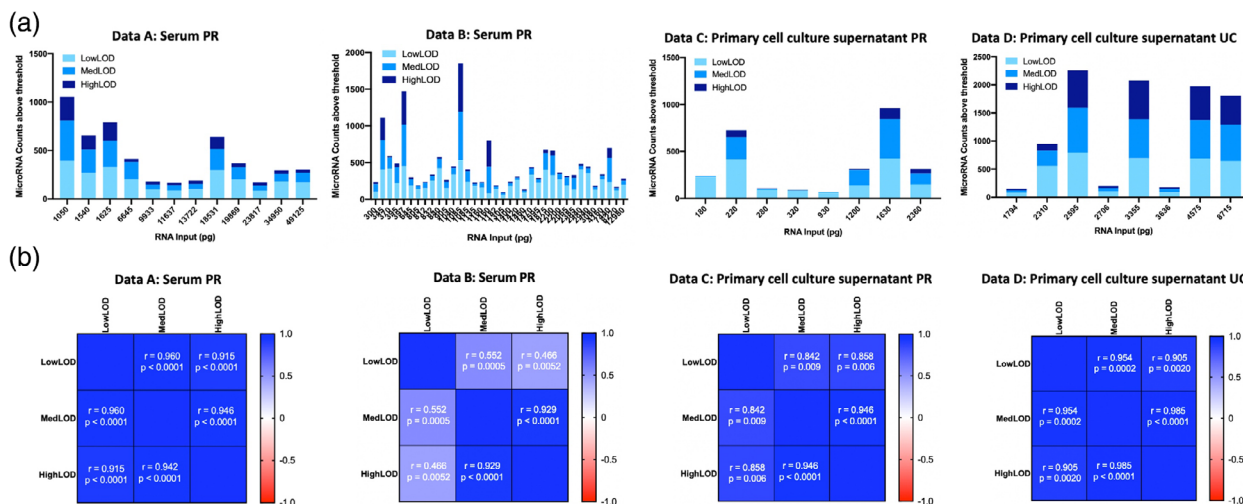 (a)
Data A: Serum PR
MicroRNA Counts above threshold
1500
1000
500
0
LowLOD
MedLOD
HighLOD
1050
1540
1625
6645
9933
11637
13722
18531
19869
23817
34950
49125
RNA Input (pg)
Data B: Serum PR
MicroRNA Counts above threshold
2000
1500
1000
500
0
LowLOD
MedLOD
HighLOD
RNA Input (pg)
Data C: Primary cell culture supernatant PR
MicroRNA Counts above threshold
1500
1000
500
0
LowLOD
MedLOD
HighLOD
180
220
280
320
930
1200
1630
2360
RNA Input (pg)
Data D: Primary cell culture supernatant UC
MicroRNA Counts above threshold
2500
2000
1500
1000
500
0
LowLOD
MedLOD
HighLOD
1794
2310
2595
2706
3355
3636
4575
6715
RNA Input (pg)
(b)
Data A: Serum PR
LowLOD
MedLOD
HighLOD
LowLOD
r = 0.960
p < 0.0001
r = 0.915
p < 0.0001
MedLOD
r = 0.960
p < 0.0001
r = 0.946
p < 0.0001
HighLOD
r = 0.915
p < 0.0001
r = 0.942
p < 0.0001
1.0
0.5
0
-0.5
-1.0
Data B: Serum PR
LowLOD
MedLOD
HighLOD
LowLOD
r = 0.552
p = 0.0005
r = 0.466
p = 0.0052
MedLOD
r = 0.552
p = 0.0005
r = 0.929
p < 0.0001
HighLOD
r = 0.466
p = 0.0052
r = 0.929
p < 0.0001
1.0
0.5
0
-0.5
-1.0
Data C: Primary cell culture supernatant PR
LowLOD
MedLOD
HighLOD
LowLOD
r = 0.842
p = 0.009
r = 0.858
p = 0.006
MedLOD
r = 0.842
p = 0.009
r = 0.946
p < 0.0001
HighLOD
r = 0.858
p = 0.006
r = 0.946
p < 0.0001
1.0
0.5
0
-0.5
-1.0
Data D: Primary cell culture supernatant UC
LowLOD
MedLOD
HighLOD
LowLOD
r = 0.954
p = 0.0002
r = 0.905
p = 0.0020
MedLOD
r = 0.954
p = 0.0002
r = 0.985
p < 0.0001
HighLOD
r = 0.905
p = 0.0020
r = 0.985
p < 0.0001
1.0
0.5
0
-0.5
-1.0